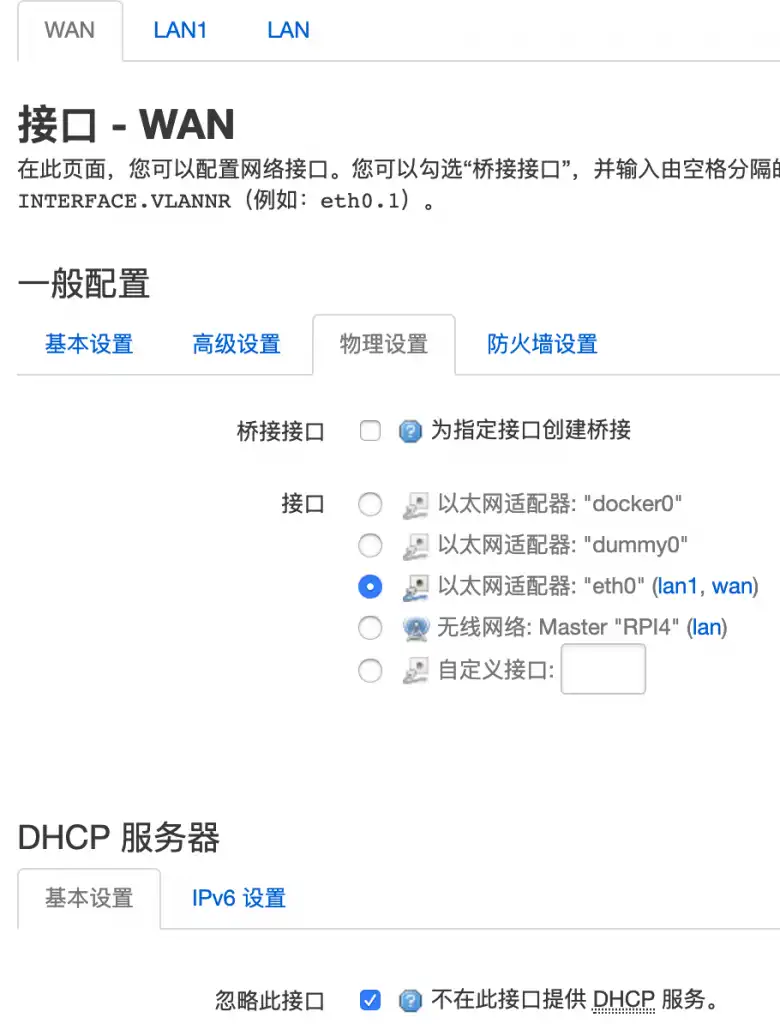 WAN LAN1 LAN
接口 - WAN
在此页面，您可以配置网络接口。您可以勾选“桥接接口”，并输入由空格分隔的
INTERFACE.VLANNR（例如：eth0.1）。
一般配置
基本设置 高级设置 物理设置 防火墙设置
桥接接口 为指定接口创建桥接
接口 以太网适配器: "docker0"
以太网适配器: "dummy0"
以太网适配器: "eth0" (lan1, wan)
无线网络: Master "RPI4" (lan)
自定义接口:
DHCP 服务器
基本设置 IPv6 设置
忽略此接口 不在此接口提供 DHCP 服务。